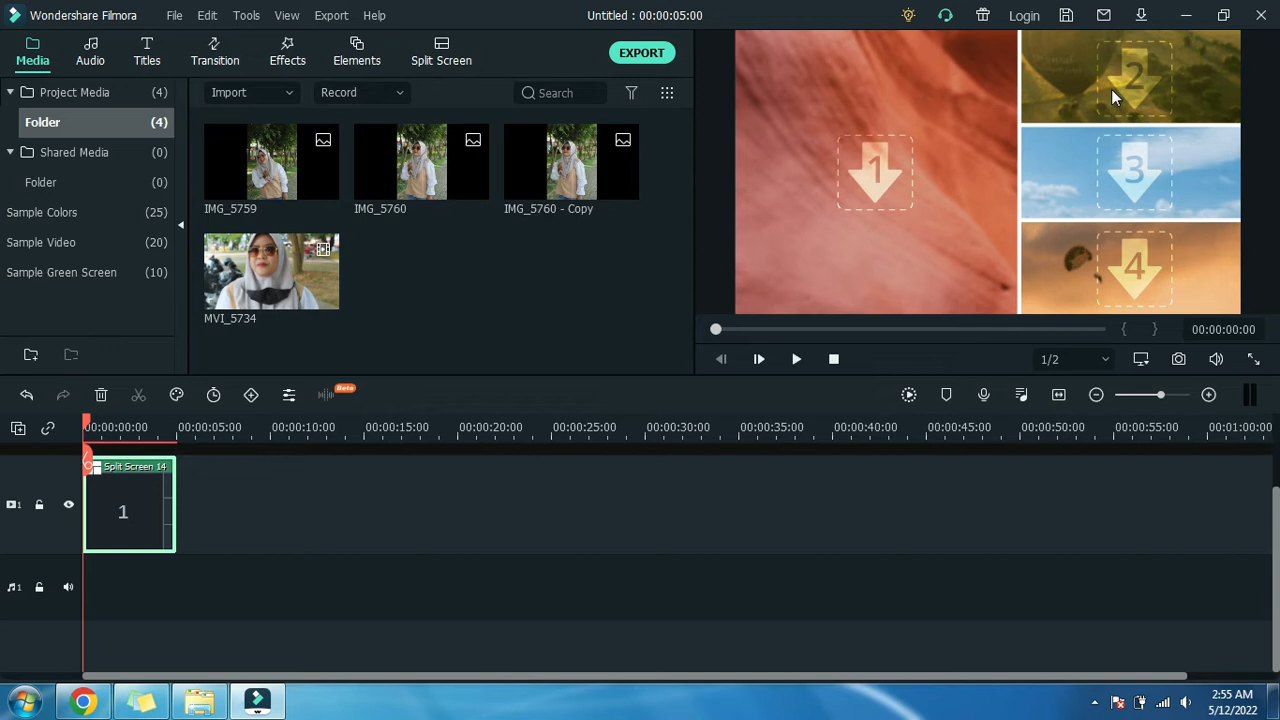 Wondershare Filmora
File Edit Tools View Export Help
Untitled : 00:00:05:00
Login
Media Audio Titles Transition Effects Elements Split Screen
EXPORT
Project Media (4)
Folder (4)
Shared Media (0)
Folder (0)
Sample Colors (25)
Sample Video (20)
Sample Green Screen (10)
Import Record Search
IMG_5759 IMG_5760 IMG_5760 - Copy
MVI_5734
1
2
3
4
00:00:00:00
1/2
Beta
00:00:00:00 00:00:05:00 00:00:10:00 00:00:15:00 00:00:20:00 00:00:25:00 00:00:30:00 00:00:35:00 00:00:40:00 00:00:45:00 00:00:50:00 00:00:55:00 00:01:00:00
Split Screen 14
1
1
1
2:55 AM
5/12/2022